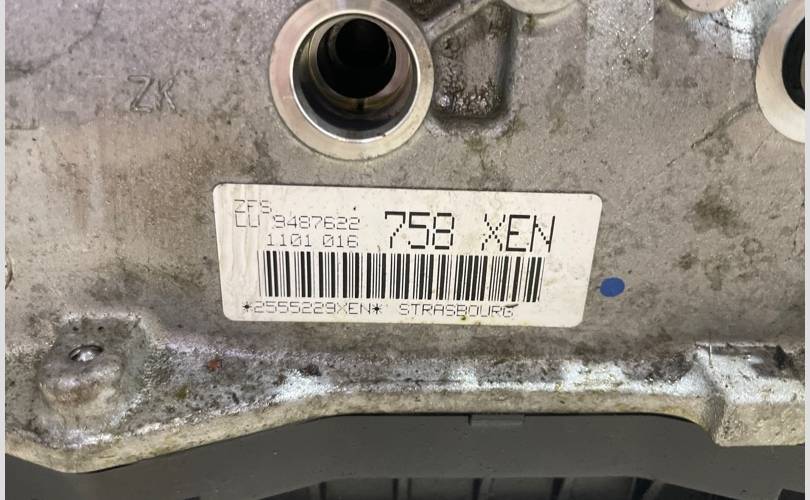 ZK
ZFS
LU 9487622 758 XEN
1101 016
*2555229XEN* STRASBOURG